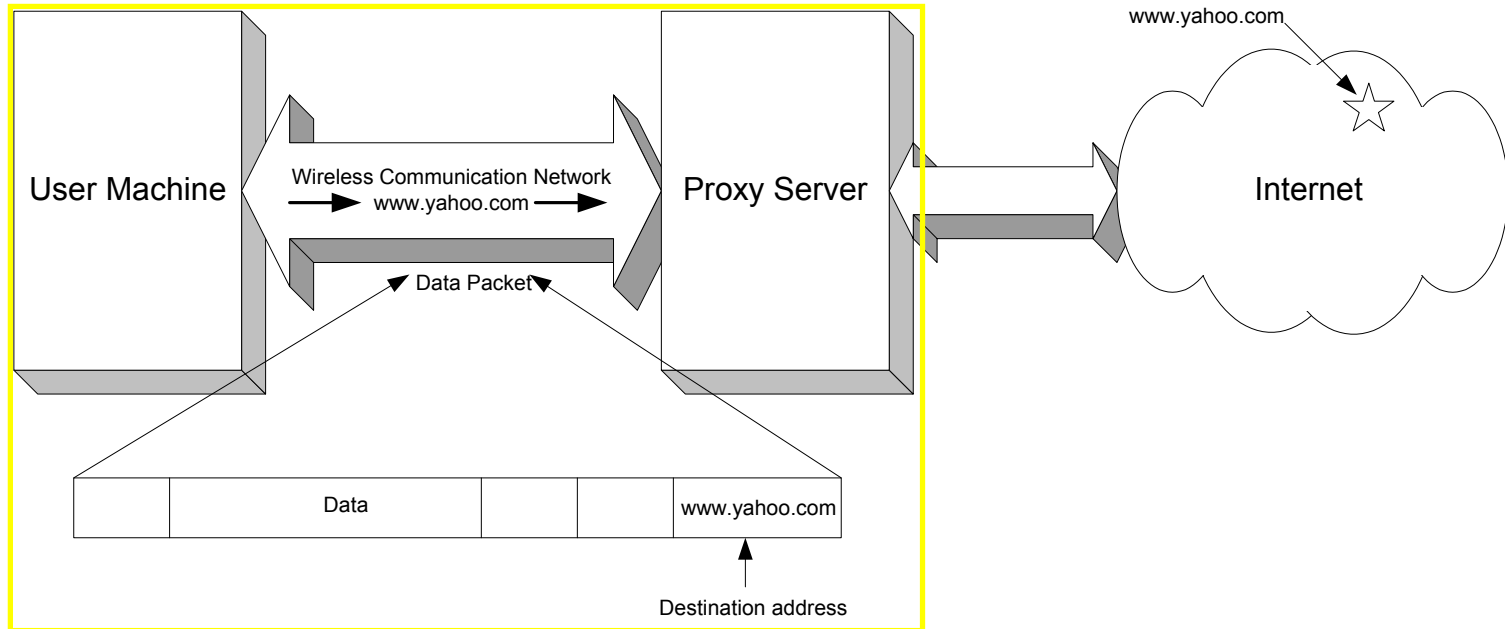 www.yahoo.com
User Machine
Wireless Communication Network
www.yahoo.com
Proxy Server
Internet
Data Packet
Data
www.yahoo.com
Destination address